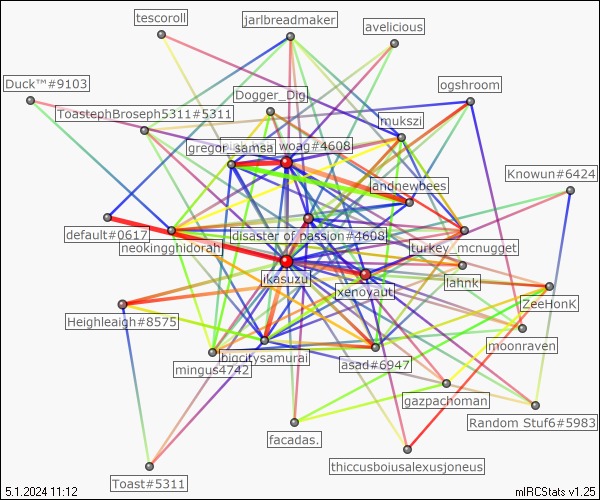 tescoroll
jarlbreadmaker
avelicious
Duck™#9103
ogshroom
Dogger_Dig
ToastephBroseph5311#5311
mukszi
gregor_samsa
woag#4608
Knowun#6424
andnewbees
default#0617
disaster of passion#4608
neokingghidorah
turkey_mcnugget
ikasuzu
lahnk
xenoyaut
ZeeHonK
Heighleigh#8575
moonraven
bigcitysamurai
mingus4742
asad#6947
gazpachoman
Random Stuf6#5983
facadas.
thiccusboiusalexusjoneus
Toast#5311
5.1.2024 11:12
mIRCStats v1.25